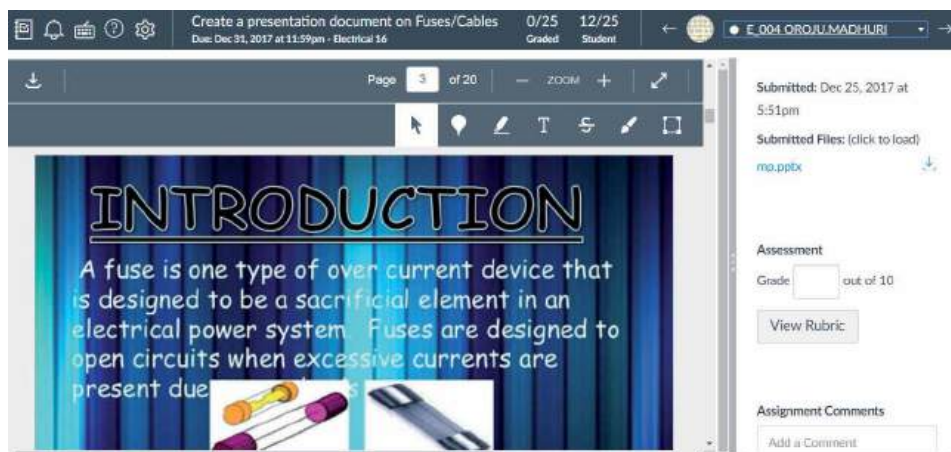 Create a presentation document on Fuses/Cables
Due: Dec 31, 2017 at 11:59pm - Electrical 16
0/25
Graded
12/25
Student
E_004 OROJU.MADHURI
Page 3 of 20
ZOOM
T
S
INTRODUCTION
A fuse is one type of over current device that
is designed to be a sacrificial element in an
electrical power system. Fuses are designed to
open circuits when excessive currents are
present due
Submitted: Dec 25, 2017 at
5:51pm
Submitted Files: (click to load)
mp.pptx
Assessment
Grade
out of 10
View Rubric
Assignment Comments
Add a Comment